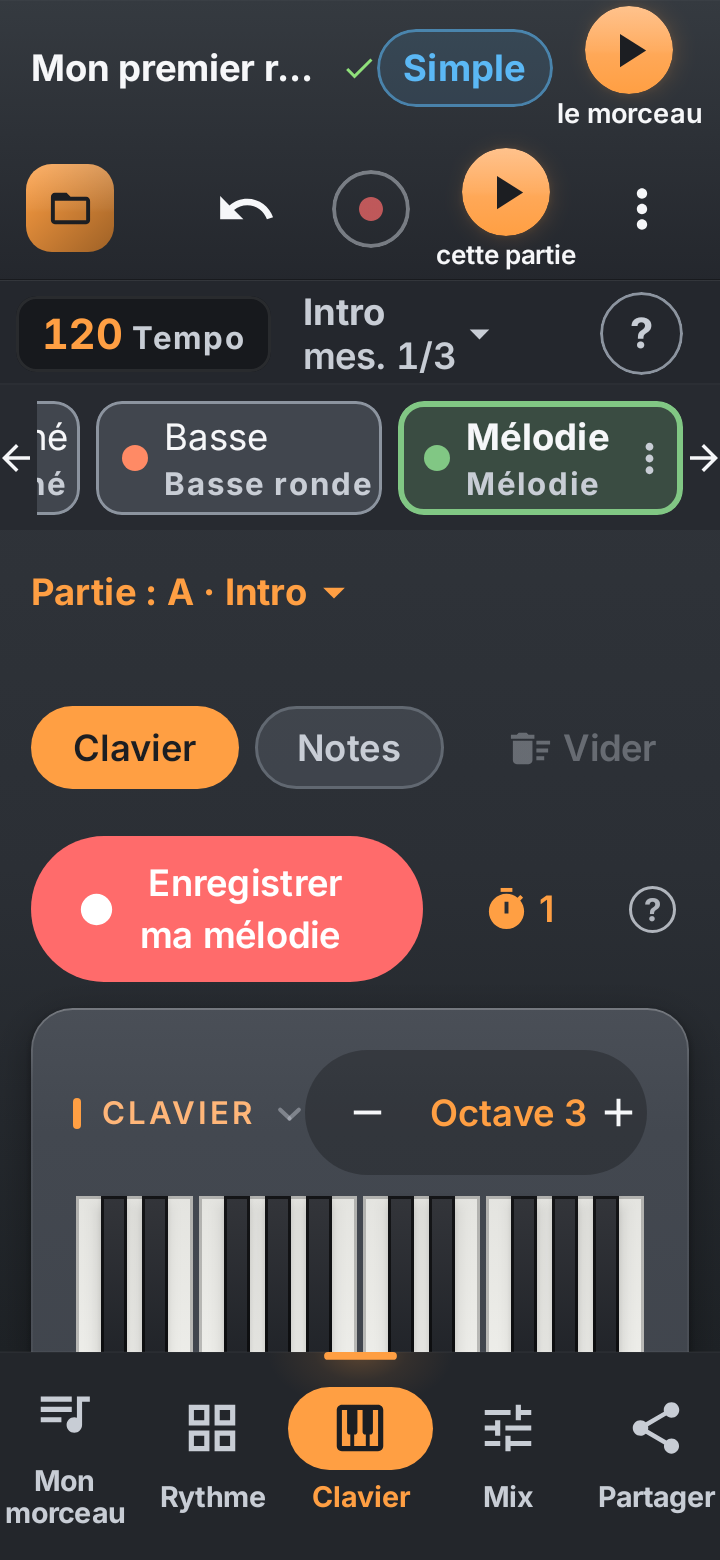 Mon premier r...
Simple
le morceau
cette partie
120 Tempo
Intro
mes. 1/3
?
Basse
Basse ronde
Mélodie
Mélodie
Partie : A · Intro
Clavier
Notes
Vider
Enregistrer
ma mélodie
1
?
CLAVIER
− Octave 3 +
Mon
morceau
Rythme
Clavier
Mix
Partager